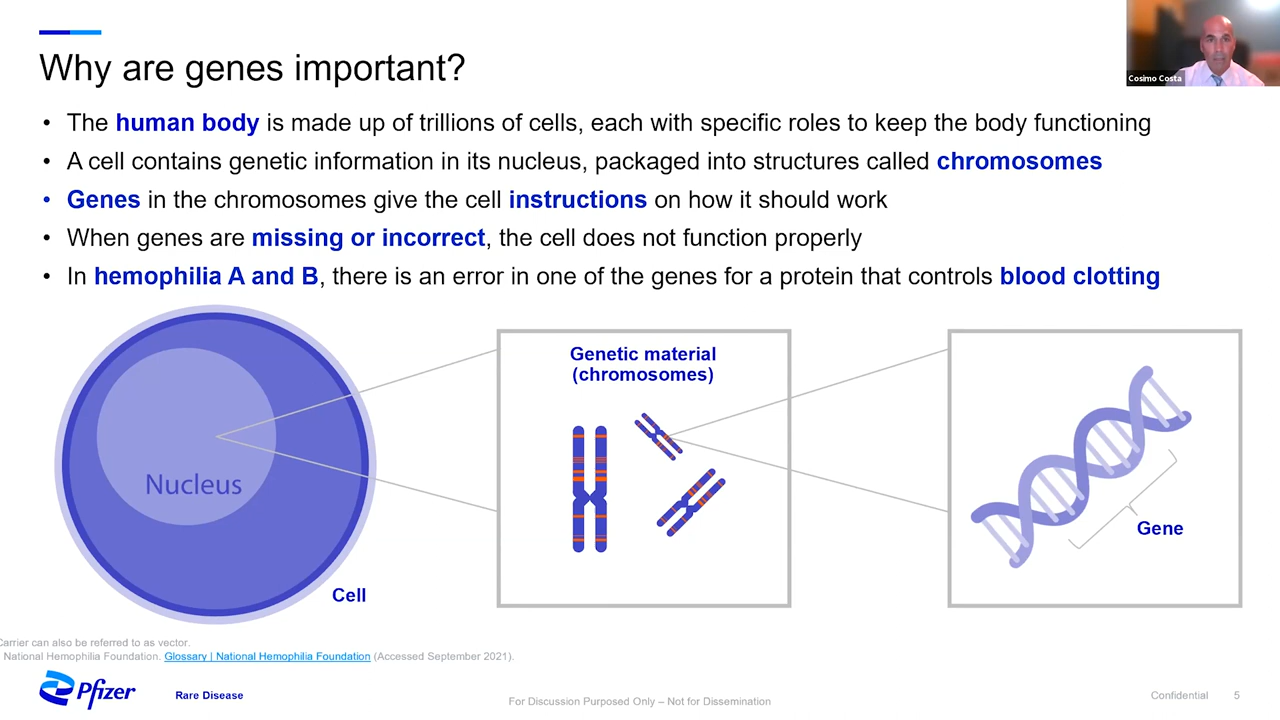 Cosimo Costa
Why are genes important?
• The human body is made up of trillions of cells, each with specific roles to keep the body functioning
• A cell contains genetic information in its nucleus, packaged into structures called chromosomes
• Genes in the chromosomes give the cell instructions on how it should work
• When genes are missing or incorrect, the cell does not function properly
• In hemophilia A and B, there is an error in one of the genes for a protein that controls blood clotting
Nucleus
Cell
Genetic material
(chromosomes)
Gene
Carrier can also be referred to as vector.
National Hemophilia Foundation. Glossary | National Hemophilia Foundation (Accessed September 2021).
Pfizer
Rare Disease
For Discussion Purposed Only – Not for Dissemination
Confidential 5